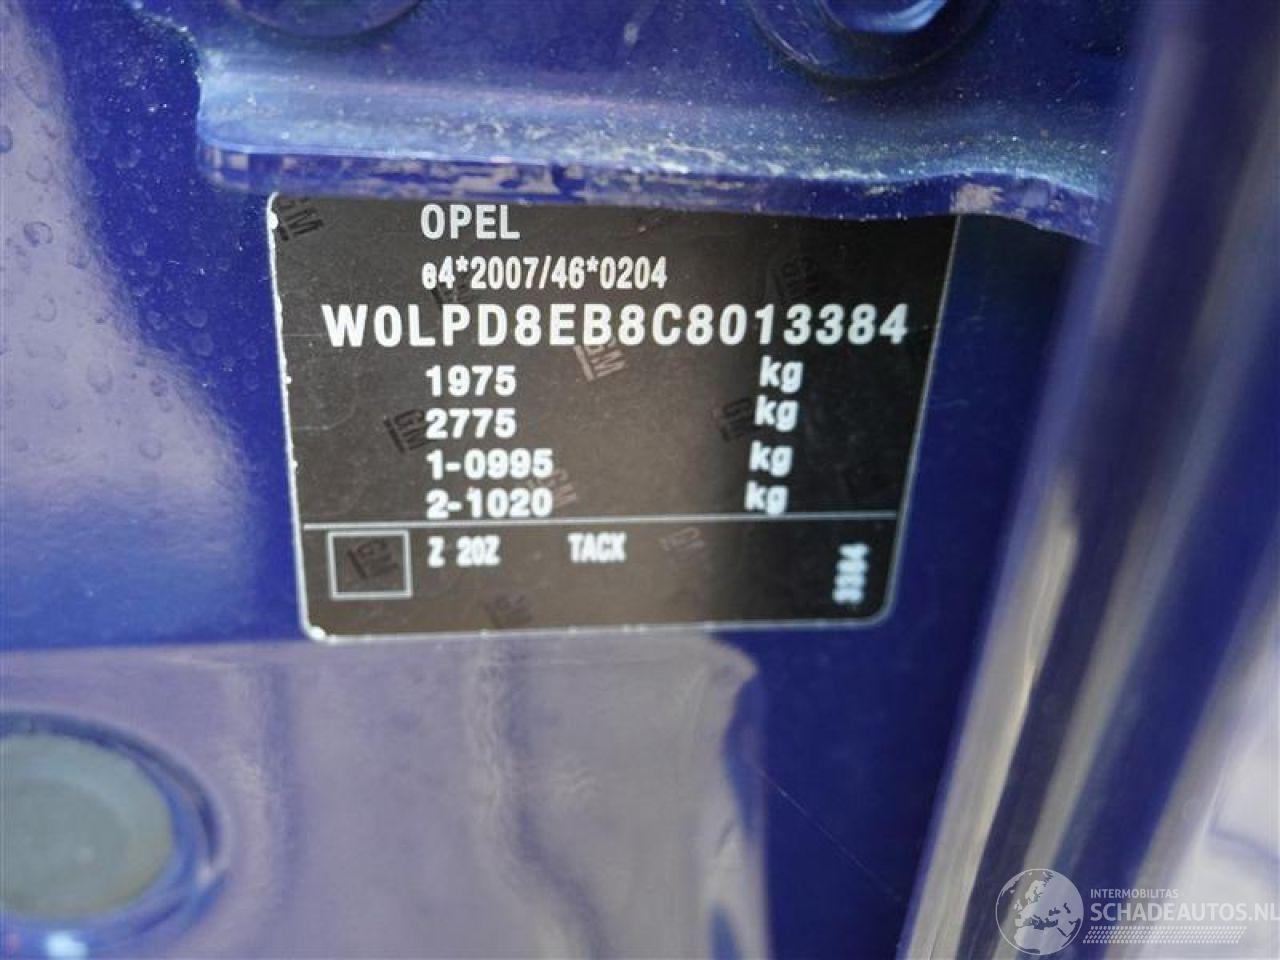 OPEL
e4*2007/46*0204
W0LPD8EB8C8013384
1975 kg
2775 kg
1-0995 kg
2-1020 kg
GM Z 20Z TACK
3384
INTERMOBILITAS
SCHADEAUTOS.NL